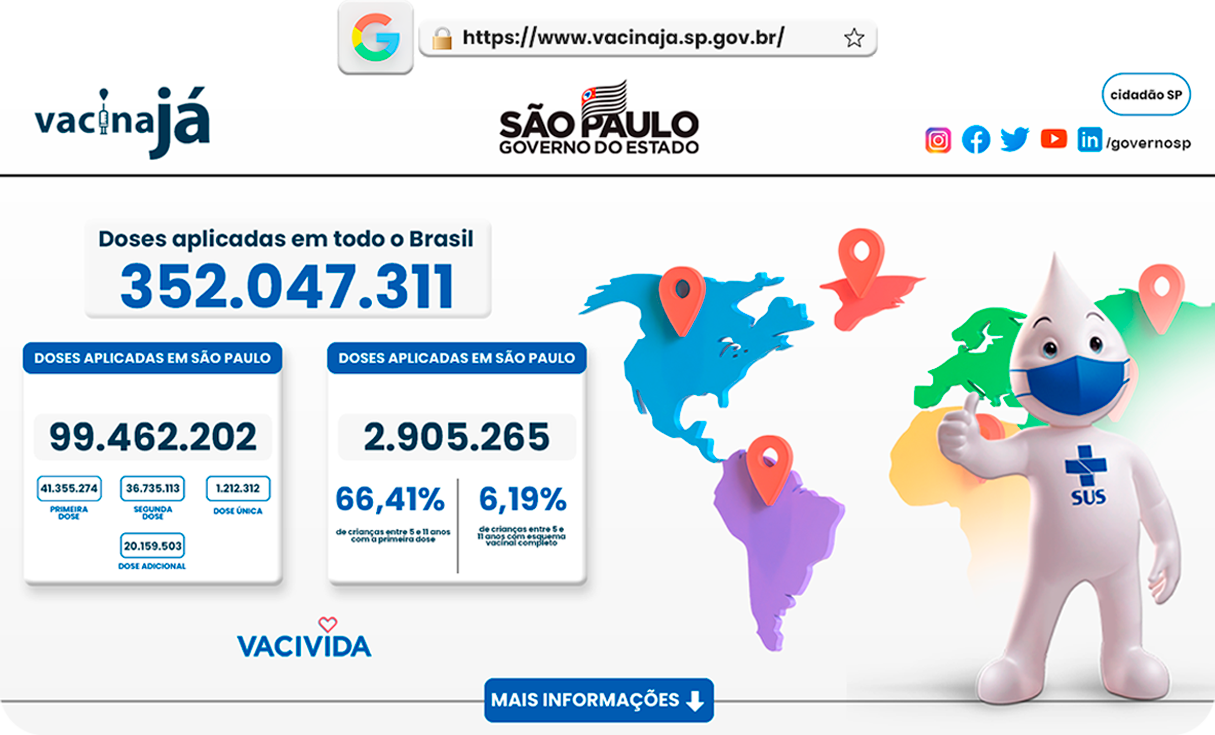 https://www.vacinaja.sp.gov.br/
vacinajá
SÃO PAULO
GOVERNO DO ESTADO
cidadão SP
/governosp
Doses aplicadas em todo o Brasil
352.047.311
DOSES APLICADAS EM SÃO PAULO
99.462.202
41.355.274
PRIMEIRA
DOSE
36.735.113
SEGUNDA
DOSE
1.212.312
DOSE ÚNICA
20.159.503
DOSE ADICIONAL
DOSES APLICADAS EM SÃO PAULO
2.905.265
66,41%
de crianças entre 5 e 11 anos
com a primeira dose
6,19%
de crianças entre 5 e
11 anos com esquema
vacinal completo
SUS
VACIVIDA
MAIS INFORMAÇÕES